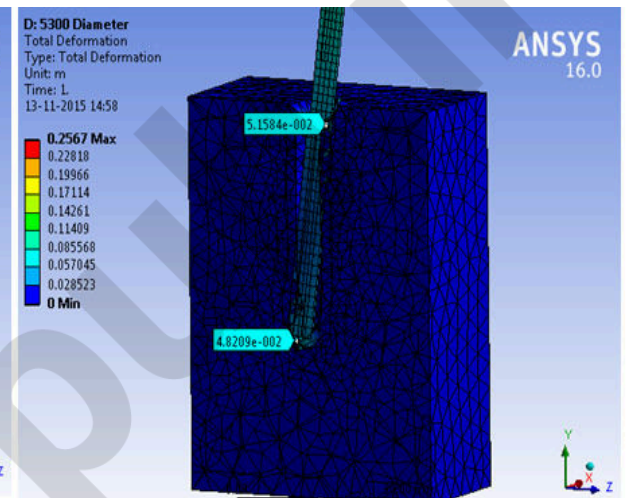 D: 5300 Diameter
Total Deformation
Type: Total Deformation
Unit: m
Time: 1.
13-11-2015 14:58
0.2567 Max
0.22818
0.19966
0.17114
0.14261
0.11409
0.085568
0.057045
0.028523
0 Min
ANSYS
16.0
5.1584e-002
4.8209e-002
Y
X
Z
Z